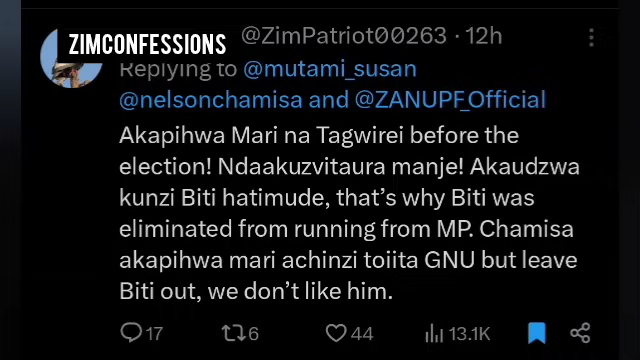 ZIMCONFESSIONS @ZimPatriot00263 · 12h
Replying to @mutami_susan
@nelsonchamisa and @ZANUPF_Official
Akapihwa Mari na Tagwirei before the
election! Ndaakuzvitaura manje! Akaudzwa
kunzi Biti hatimude, that's why Biti was
eliminated from running from MP. Chamisa
akapihwa mari achinzi toiita GNU but leave
Biti out, we don't like him.
17 6 44 13.1K